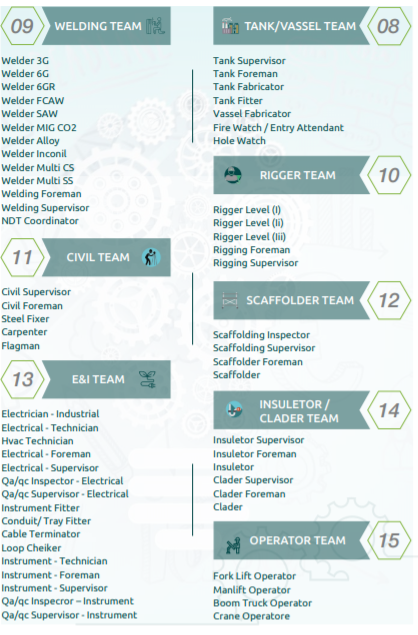 09 WELDING TEAM
Welder 3G
Welder 6G
Welder 6GR
Welder FCAW
Welder SAW
Welder MIG CO2
Welder Alloy
Welder Inconil
Welder Multi CS
Welder Multi SS
Welding Foreman
Welding Supervisor
NDT Coordinator
TANK/VASSEL TEAM 08
Tank Supervisor
Tank Foreman
Tank Fabricator
Tank Fitter
Vassel Fabricator
Fire Watch / Entry Attendant
Hole Watch
RIGGER TEAM 10
Rigger Level (I)
Rigger Level (Ii)
Rigger Level (Iii)
Rigging Foreman
Rigging Supervisor
11 CIVIL TEAM
Civil Supervisor
Civil Foreman
Steel Fixer
Carpenter
Flagman
SCAFFOLDER TEAM 12
Scaffolding Inspector
Scaffolding Supervisor
Scaffolder Foreman
Scaffolder
13 E&I TEAM
Electrician - Industrial
Electrical - Technician
Hvac Technician
Electrical - Foreman
Electrical - Supervisor
Qa/qc Inspector - Electrical
Qa/qc Supervisor - Electrical
Instrument Fitter
Conduit/ Tray Fitter
Cable Terminator
Loop Cheiker
Instrument - Technician
Instrument - Foreman
Instrument - Supervisor
Qa/qc Inspecror – Instrument
Qa/qc Supervisor - Instrument
INSULETOR /
CLADER TEAM 14
Insuletor Supervisor
Insuletor Foreman
Insuletor
Clader Supervisor
Clader Foreman
Clader
OPERATOR TEAM 15
Fork Lift Operator
Manlift Operator
Boom Truck Operator
Crane Operatore